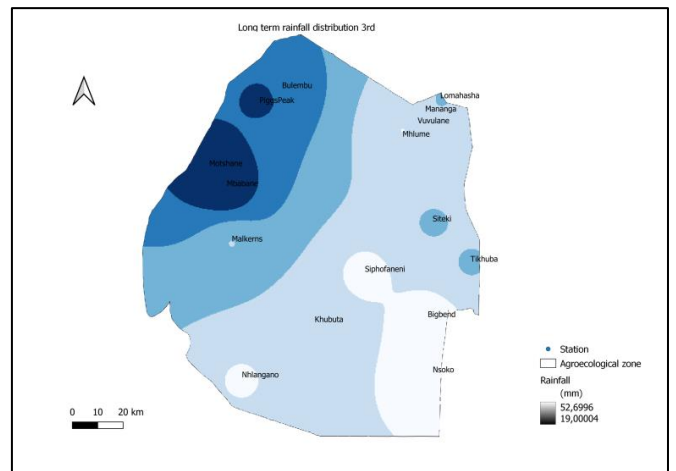 Long term rainfall distribution 3rd
Bulembu
PiggsPeak
Lomahasha
Mananga
Vuvulane
Mhlume
Motshane
Mbabane
Siteki
Malkerns
Tikhuba
Siphofaneni
Bigbend
Khubuta
Nhlangano
Nsoko
Station
Agroecological zone
Rainfall
(mm)
52,6996
19,00004
0 10 20 km